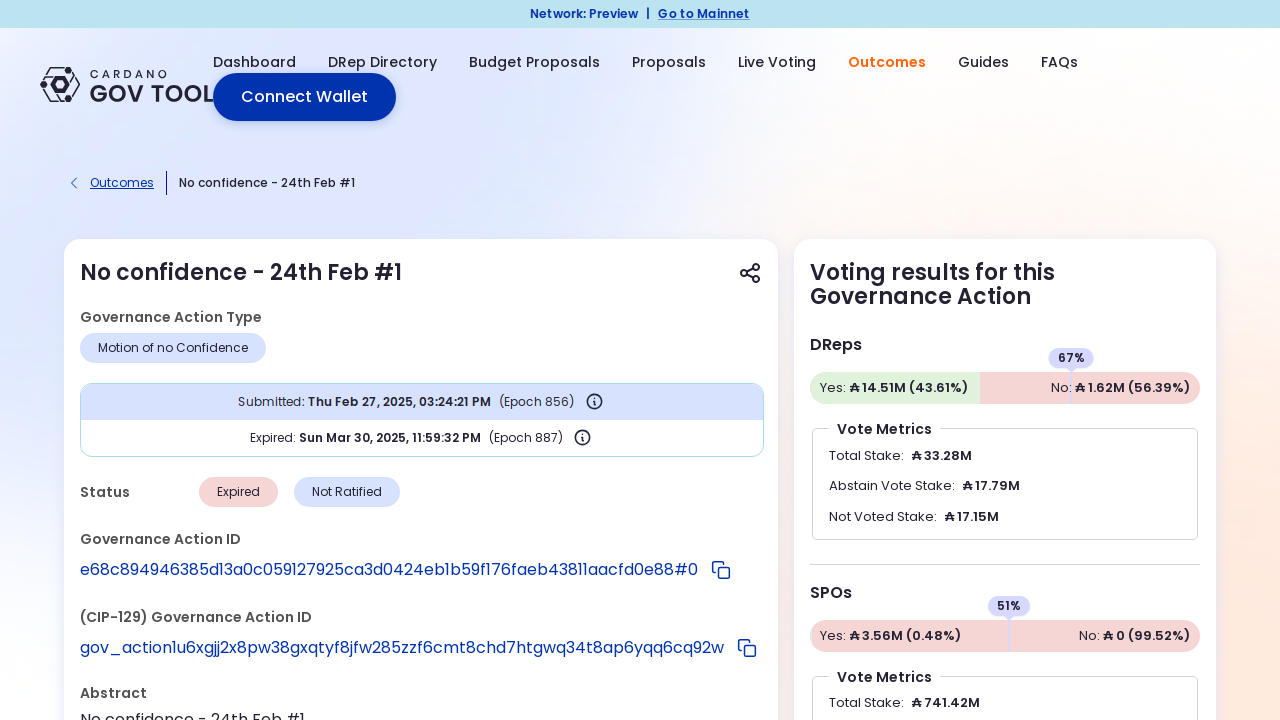 Network: Preview | Go to Mainnet
Dashboard DRep Directory Budget Proposals Proposals Live Voting Outcomes Guides FAQs
CARDANO
GOV TOOL
Connect Wallet
Outcomes | No confidence - 24th Feb #1
No confidence - 24th Feb #1
Governance Action Type
Motion of no Confidence
Submitted: Thu Feb 27, 2025, 03:24:21 PM (Epoch 856)
Expired: Sun Mar 30, 2025, 11:59:32 PM (Epoch 887)
Status Expired Not Ratified
Governance Action ID
e68c894946385d13a0c059127925ca3d0424eb1b59f176faeb43811aacfd0e88#0
(CIP-129) Governance Action ID
gov_action1u6xgjj2x8pw38gxqtyf8jfw285zzf6cmt8chd7htgwq34t8ap6yqq6cq92w
Abstract
No confidence - 24th Feb #1
Voting results for this
Governance Action
DReps
67%
Yes: ₳ 14.51M (43.61%) No: ₳ 1.62M (56.39%)
Vote Metrics
Total Stake: ₳ 33.28M
Abstain Vote Stake: ₳ 17.79M
Not Voted Stake: ₳ 17.15M
SPOs
51%
Yes: ₳ 3.56M (0.48%) No: ₳ 0 (99.52%)
Vote Metrics
Total Stake: ₳ 741.42M